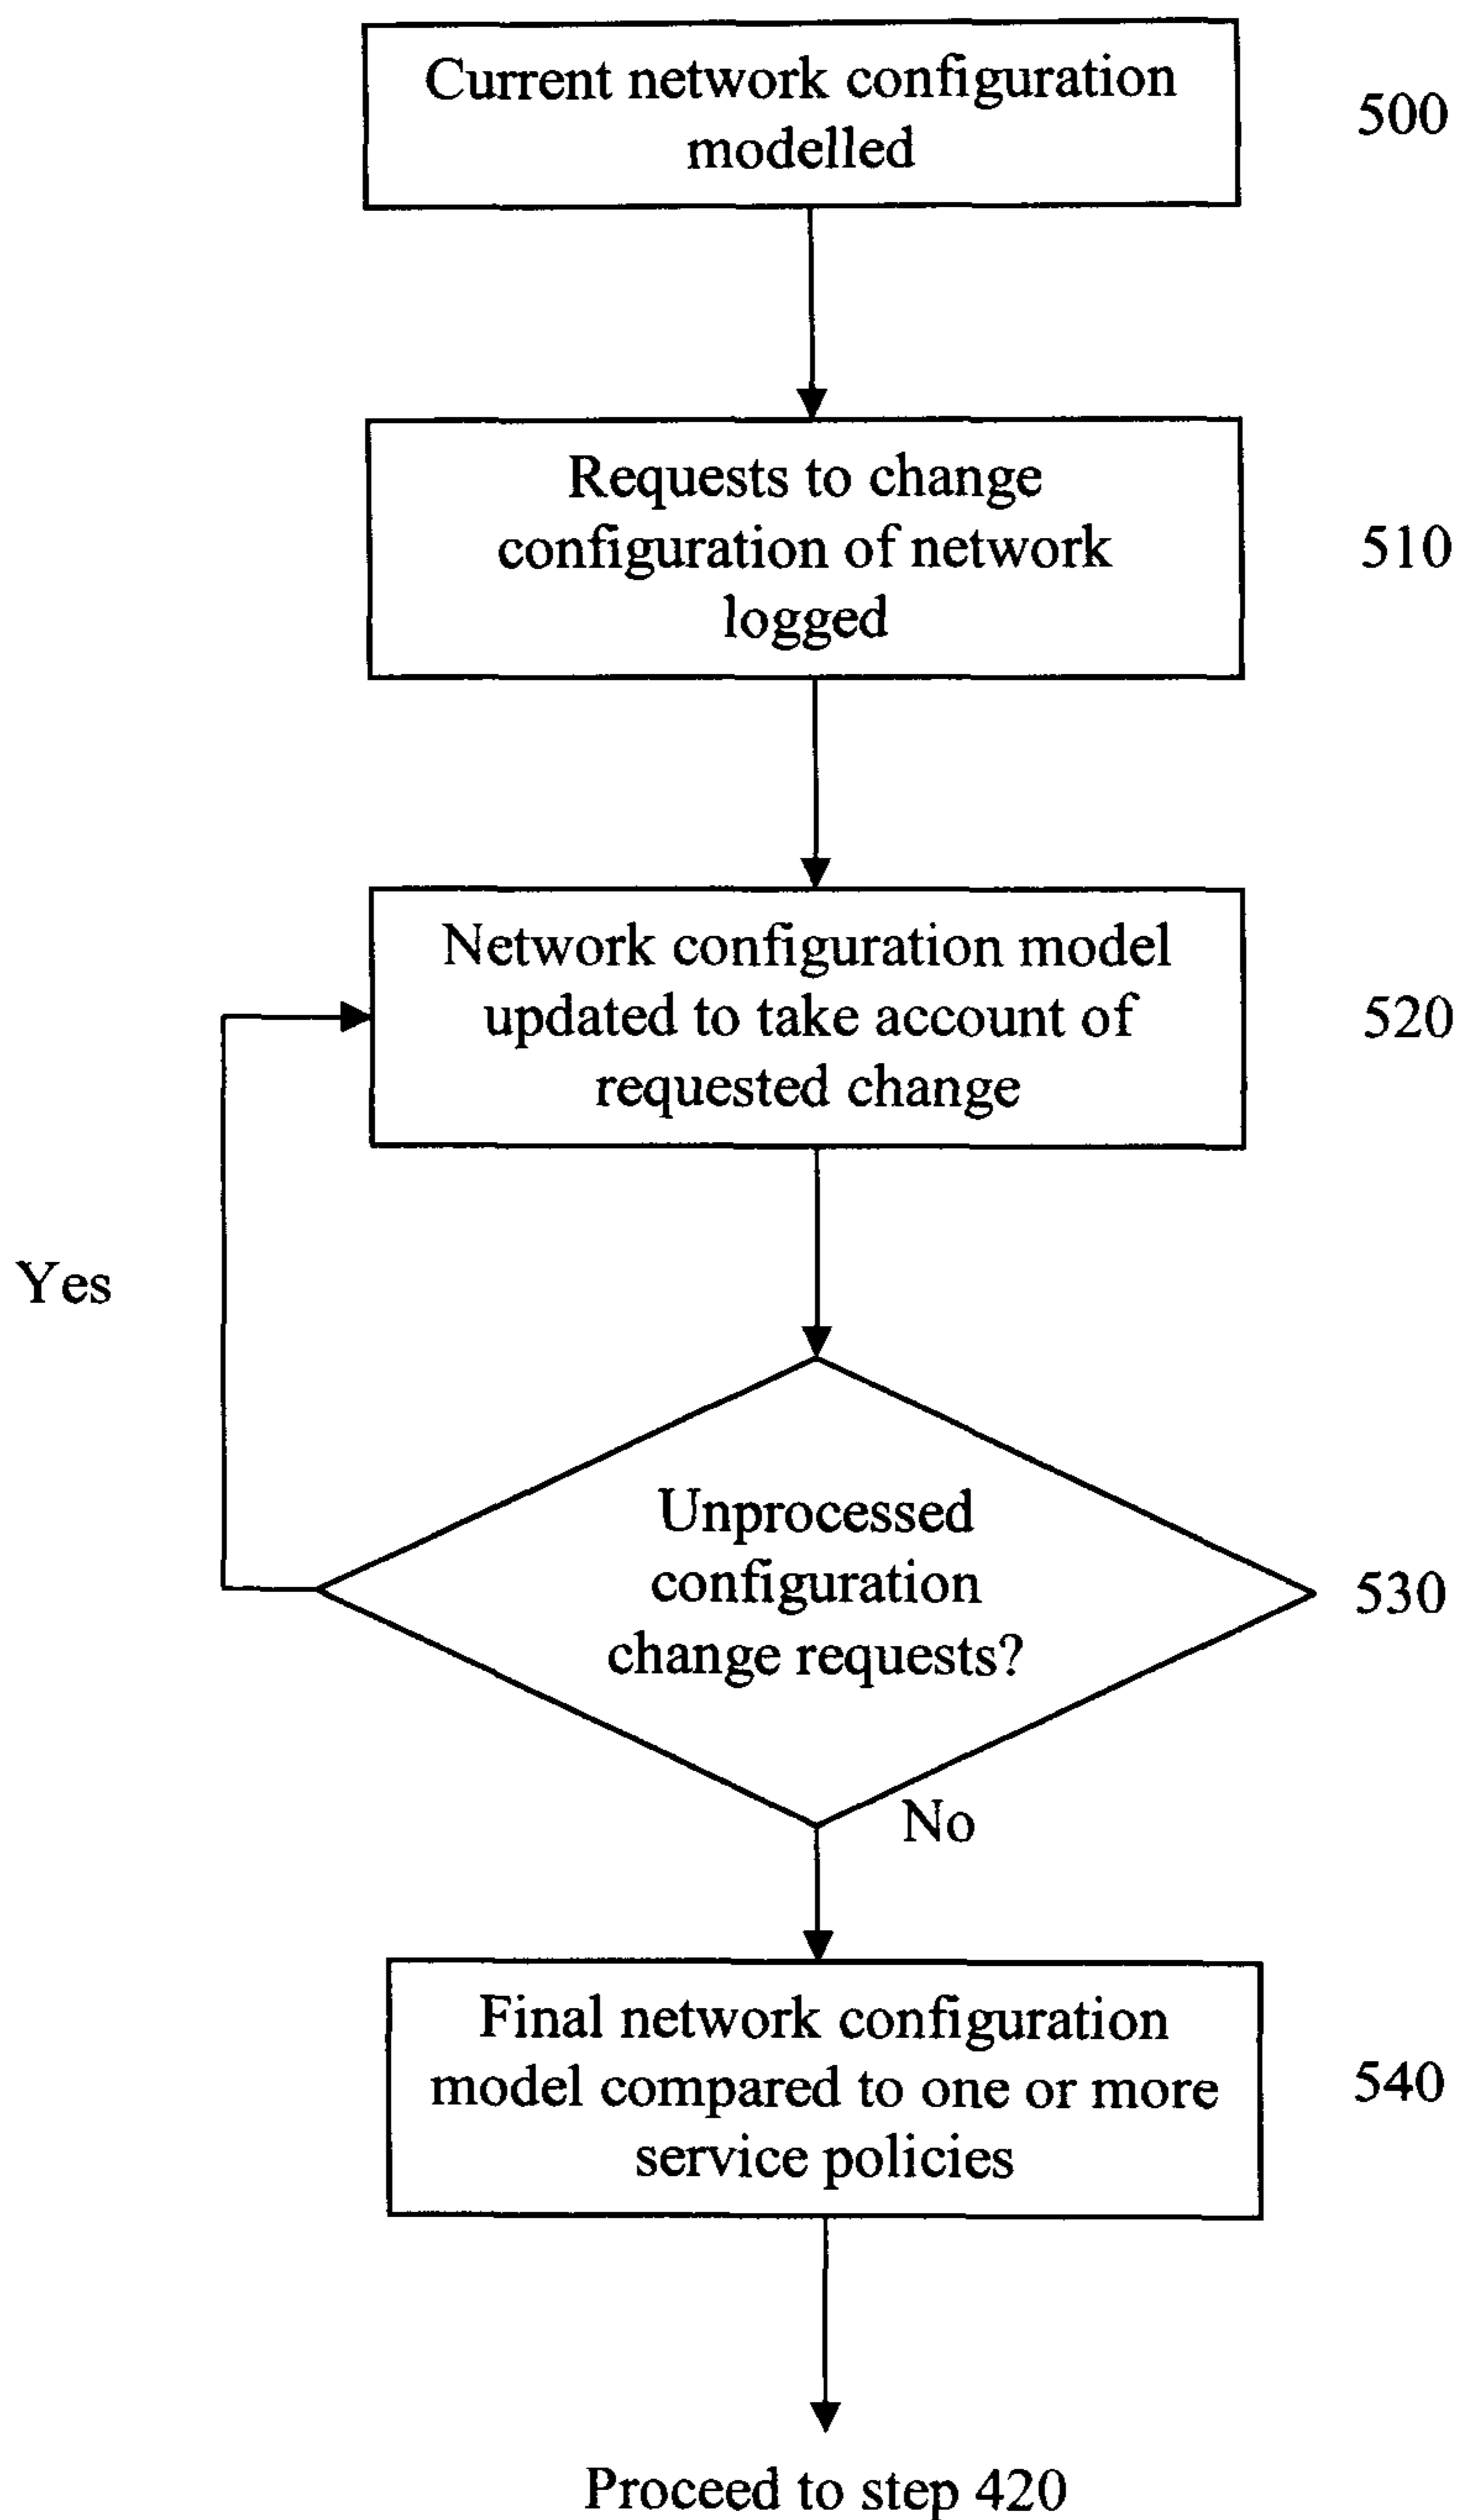 Current network configuration
modelled
500
Requests to change
configuration of network
logged
510
Network configuration model
updated to take account of
requested change
520
Yes
Unprocessed
configuration
change requests?
530
No
Final network configuration
model compared to one or more
service policies
540
Proceed to step 420